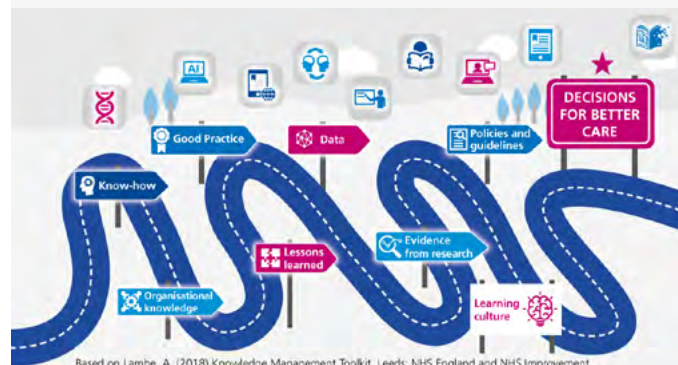 AI
DECISIONS
FOR BETTER
CARE
Good Practice
Data
Policies and
guidelines
Know-how
Lessons
learned
Evidence
from research
Organisational
knowledge
Learning
culture
Based on Lambe, A. (2018) Knowledge Management Toolkit. Leeds: NHS England and NHS Improvement